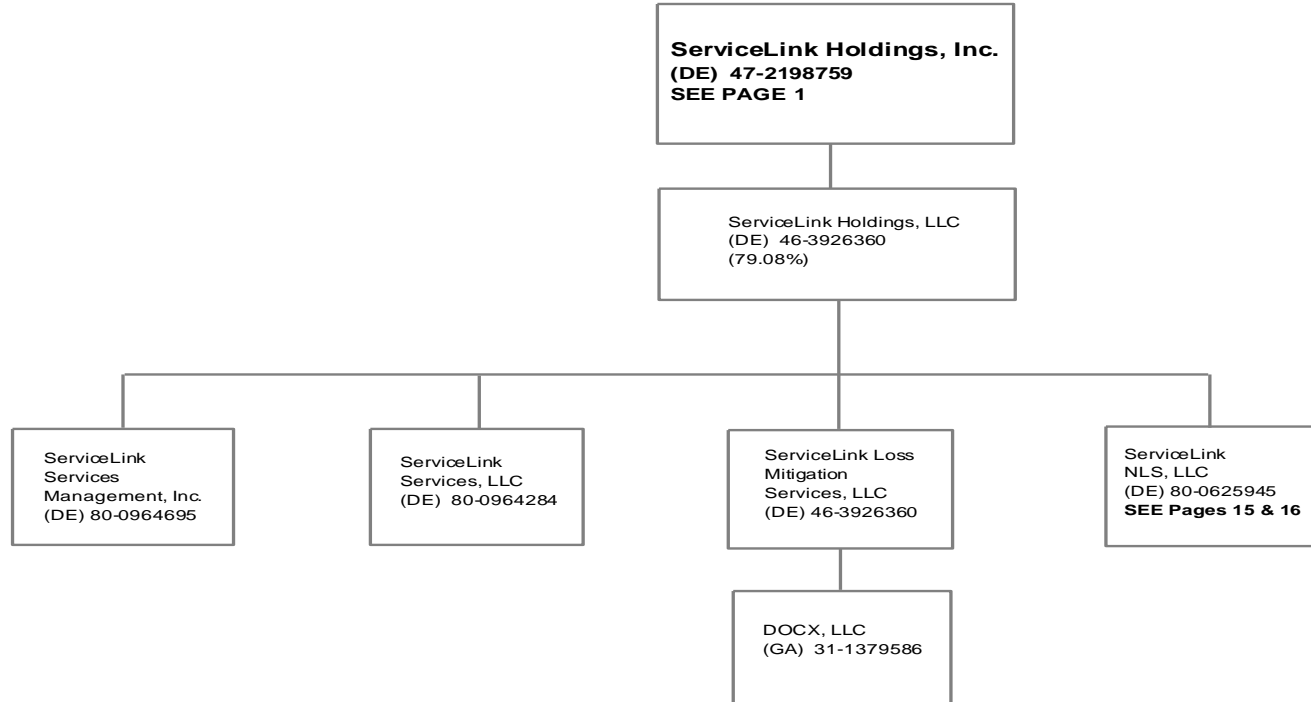 ServiceLink Holdings, Inc.
(DE) 47-2198759
SEE PAGE 1
ServiceLink Holdings, LLC
(DE) 46-3926360
(79.08%)
ServiceLink
Services
Management, Inc.
(DE) 80-0964695
ServiceLink
Services, LLC
(DE) 80-0964284
ServiceLink Loss
Mitigation
Services, LLC
(DE) 46-3926360
ServiceLink
NLS, LLC
(DE) 80-0625945
SEE Pages 15 & 16
DOCX, LLC
(GA) 31-1379586